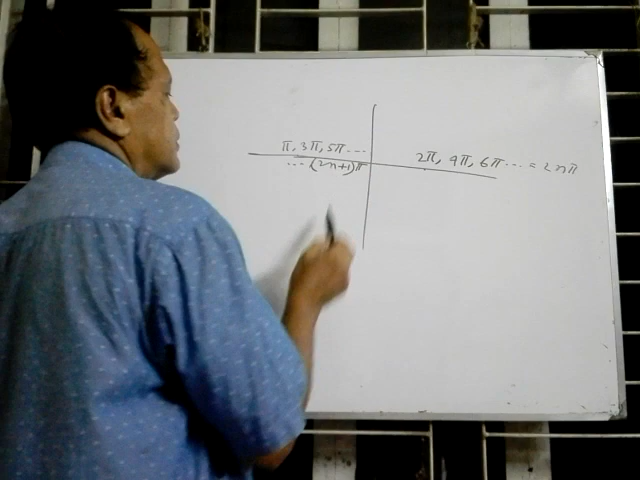 π, 3π, 5π...
...(2n+1)π
2π, 4π, 6π... = 2nπ